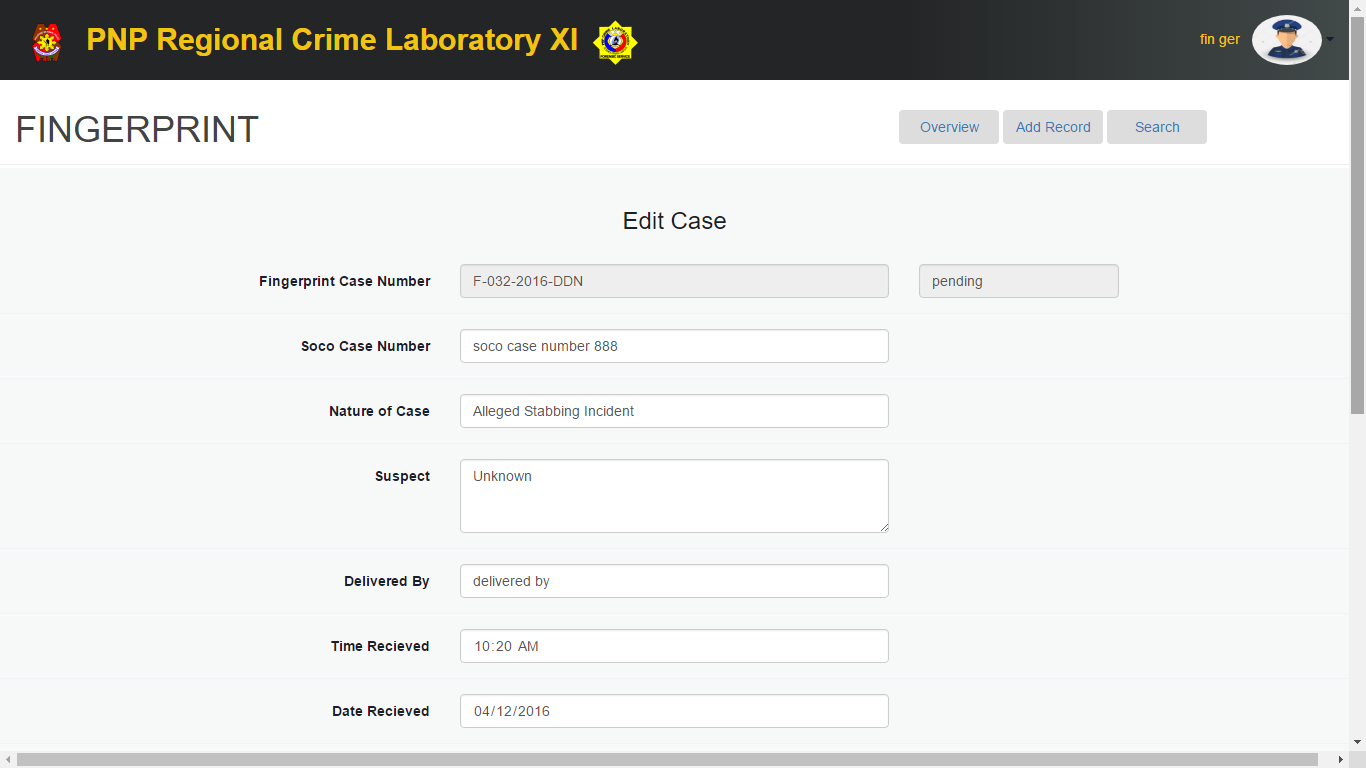 PNP Regional Crime Laboratory XI
fin ger
FINGERPRINT
Overview
Add Record
Search
Edit Case
Fingerprint Case Number
F-032-2016-DDN
pending
Soco Case Number
soco case number 888
Nature of Case
Alleged Stabbing Incident
Suspect
Unknown
Delivered By
delivered by
Time Recieved
10:20 AM
Date Recieved
04/12/2016